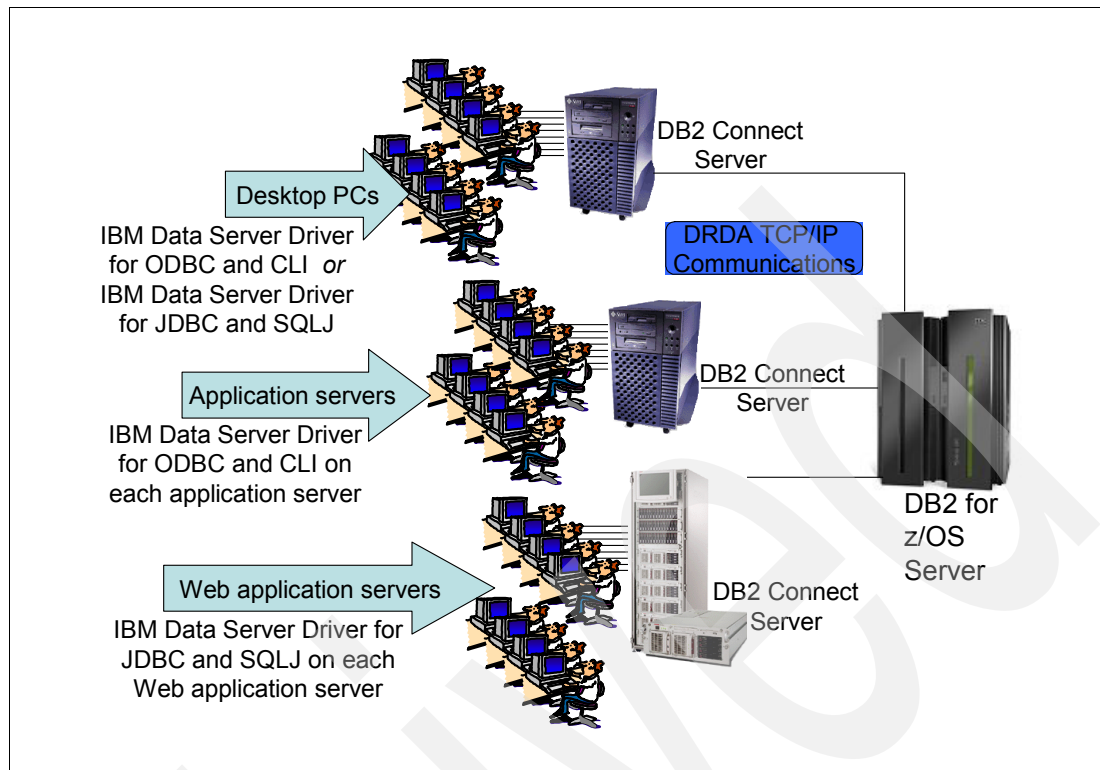 DB2 Connect
Server
Desktop PCs
IBM Data Server Driver
for ODBC and CLI or
IBM Data Server Driver
for JDBC and SQLJ
DRDA TCP/IP
Communications
DB2 Connect
Server
Application servers
IBM Data Server Driver
for ODBC and CLI on
each application server
DB2 for
z/OS
Server
Web application servers
IBM Data Server Driver for
JDBC and SQLJ on each
Web application server
DB2 Connect
Server